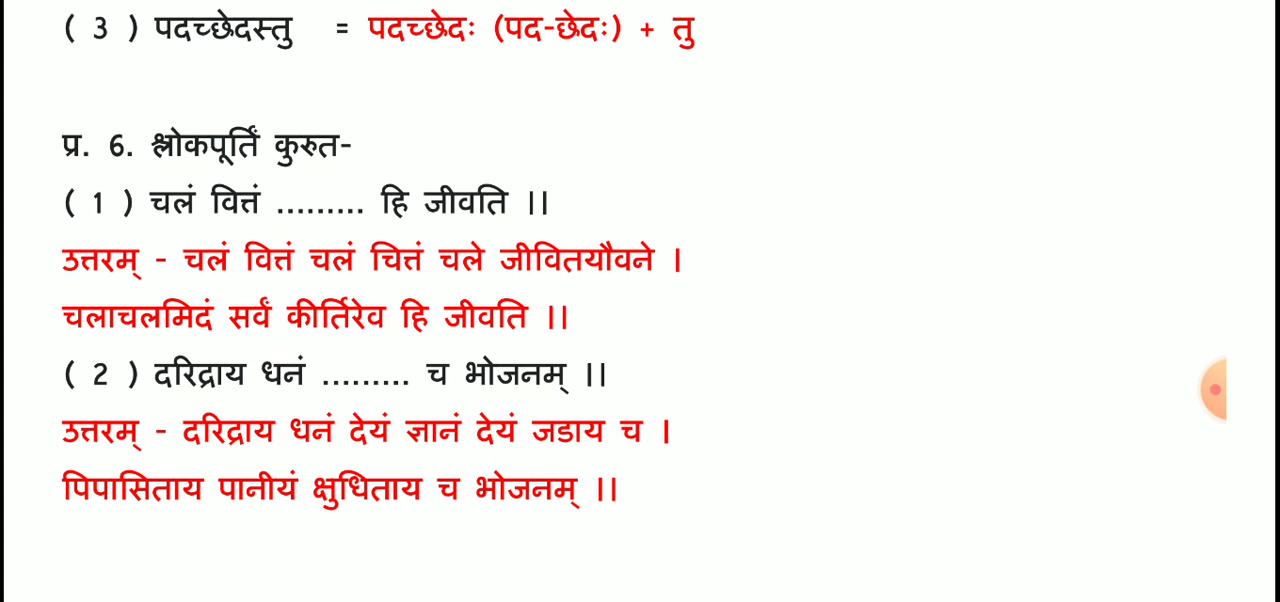 ( 3 ) पदच्छेदस्तु = पदच्छेदः (पद-छेदः) + तु
प्र. 6. श्लोकपूर्तिं कुरुत-
( 1 ) चलं वित्तं ......... हि जीवति ।।
उत्तरम् - चलं वित्तं चलं चित्तं चले जीवितयौवने ।
चलाचलमिदं सर्वं कीर्तिरेव हि जीवति ।।
( 2 ) दरिद्राय धनं ......... च भोजनम् ।।
उत्तरम् - दरिद्राय धनं देयं ज्ञानं देयं जडाय च ।
पिपासिताय पानीयं क्षुधिताय च भोजनम् ।।